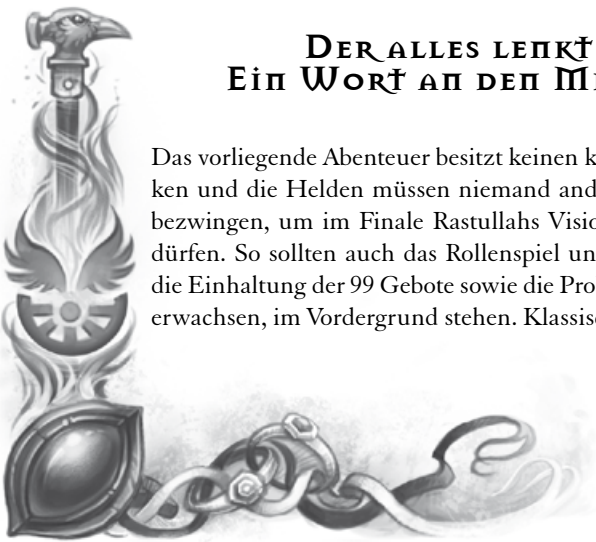 DER ALLES LENKT
EIN WORT AN DEN M
Das vorliegende Abenteuer besitzt keinen k
ken und die Helden müssen niemand and
bezwingen, um im Finale Rastullahs Visio
dürfen. So sollten auch das Rollenspiel un
die Einhaltung der 99 Gebote sowie die Pro
erwachsen, im Vordergrund stehen. Klassisc